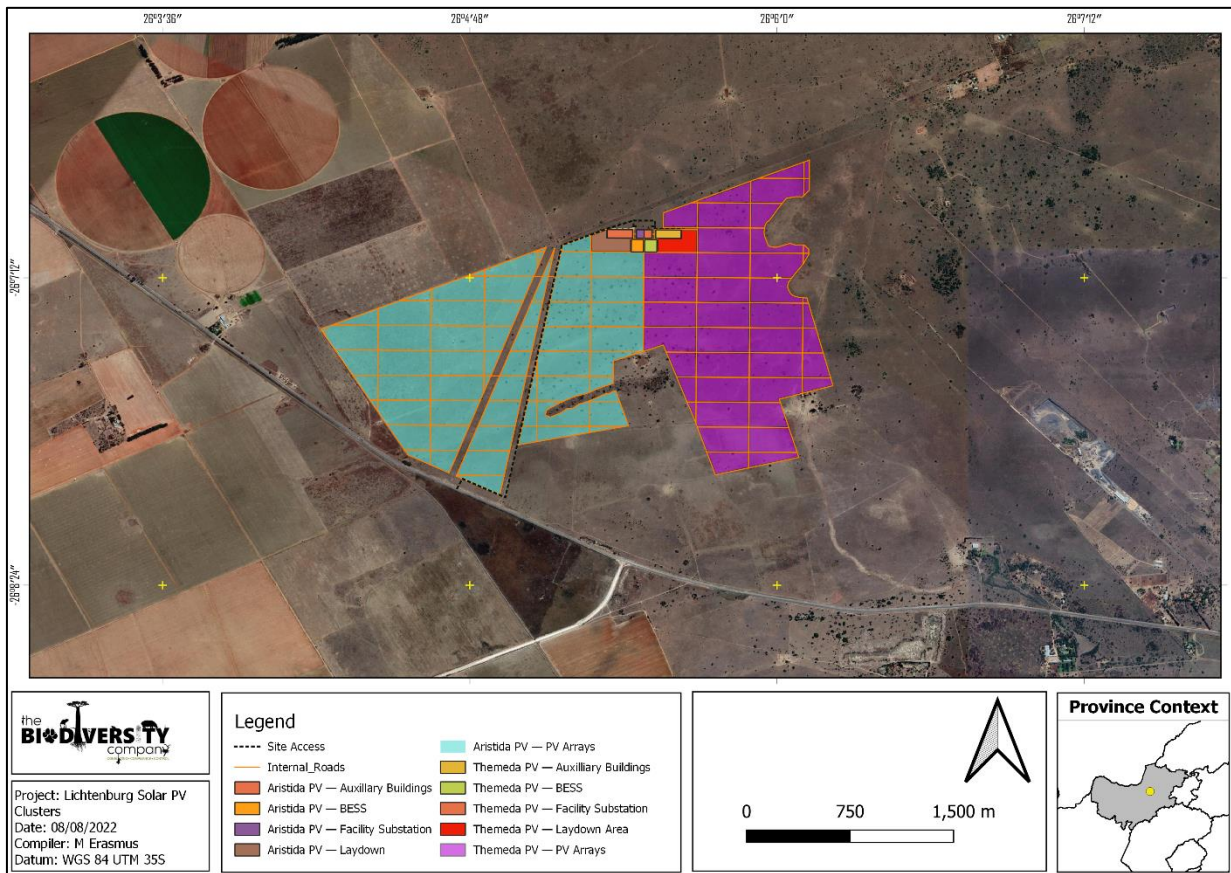 26°3'36"
26°4'48"
26°6'0"
26°7'12"
-26°7'12"
-26°8'24"
the
BIODIVERSITY
company
Project: Lichtenburg Solar PV
Clusters
Date: 08/08/2022
Compiler: M Erasmus
Datum: WGS 84 UTM 35S
Legend
Site Access
Internal_Roads
Aristida PV — Auxillary Buildings
Aristida PV — BESS
Aristida PV — Facility Substation
Aristida PV — Laydown
Aristida PV — PV Arrays
Themeda PV — Auxilliary Buildings
Themeda PV — BESS
Themeda PV — Facility Substation
Themeda PV — Laydown Area
Themeda PV — PV Arrays
0 750 1,500 m
Province Context